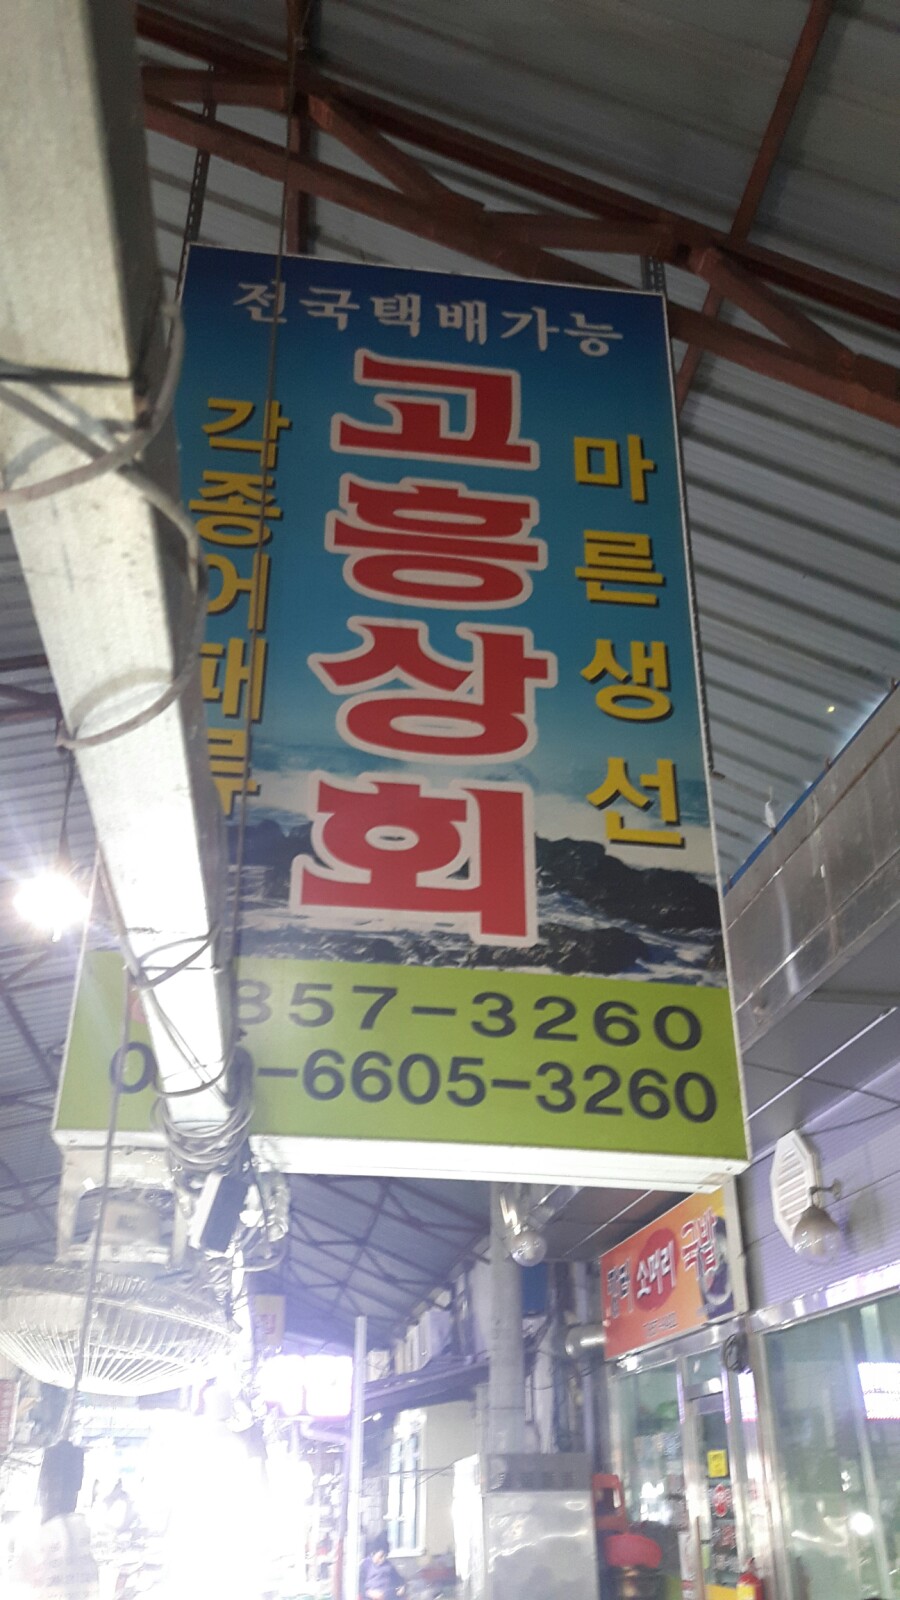 전국택배가능
마른생선
고흥상회
각종어패류
857-3260
-6605-3260
소머리 국밥